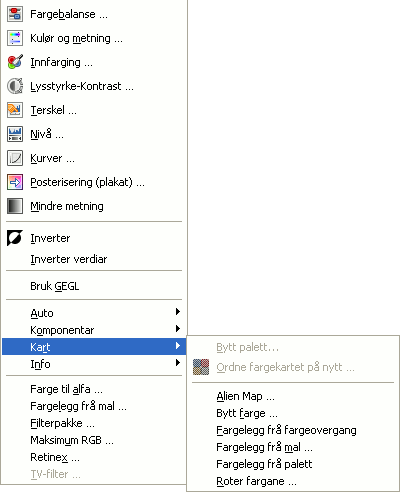 Fargebalanse ...
Kulør og metning ...
Innfarging ...
Lysstyrke-Kontrast ...
Terskel ...
Nivå ...
Kurver ...
Posterisering (plakat) ...
Mindre metning
Inverter
Inverter verdiar
Bruk GEGL
Auto
Komponentar
Kart
Info
Farge til alfa ...
Fargelegg frå mal ...
Filterpakke ...
Maksimum RGB ...
Retinex ...
TV-filter ...
Bytt palett...
Ordne fargekartet på nytt ...
Alien Map ...
Bytt farge ...
Fargelegg frå fargeovergang
Fargelegg frå mal ...
Fargelegg frå palett
Roter fargane ...